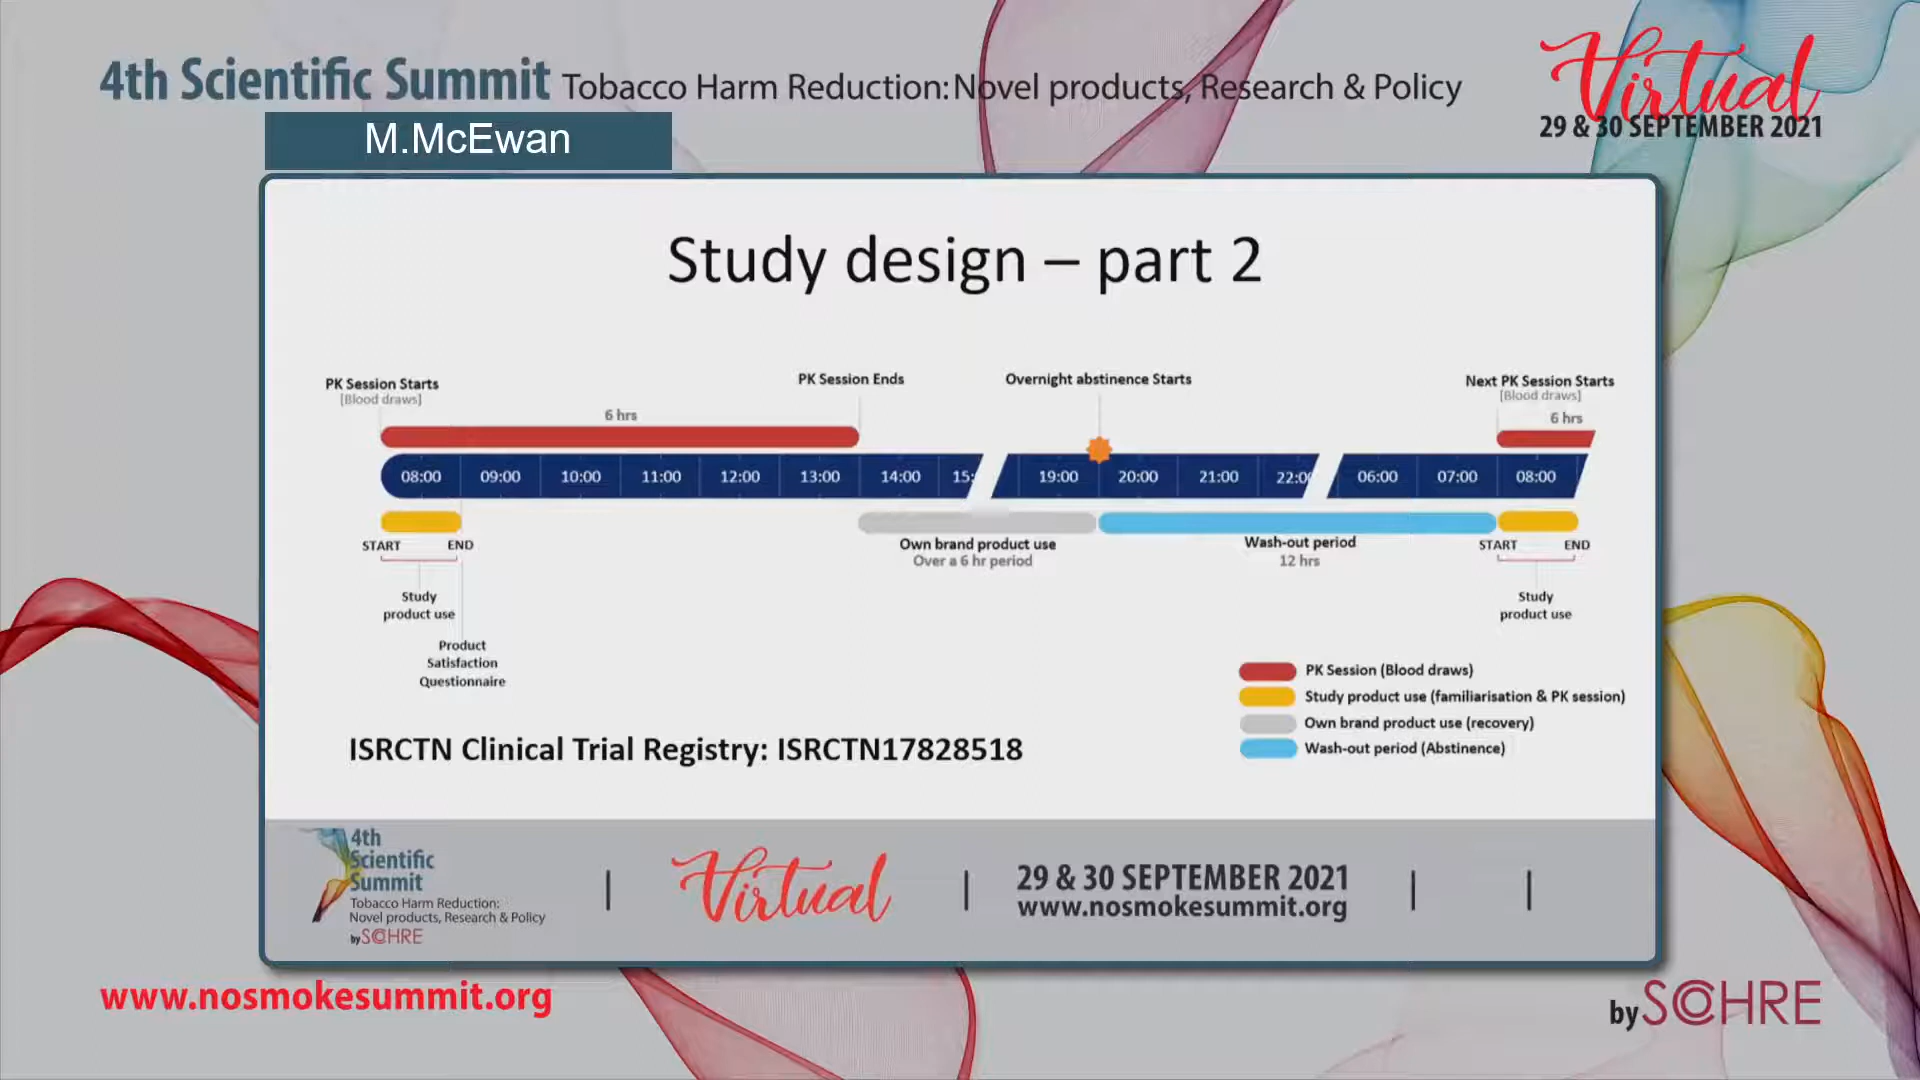 4th Scientific Summit Tobacco Harm Reduction: Novel products, Research & Policy
Virtual
29 & 30 SEPTEMBER 2021
M.McEwan
Study design – part 2
PK Session Starts
[Blood draws]
PK Session Ends
Overnight abstinence Starts
Next PK Session Starts
[Blood draws]
6 hrs
6 hrs
08:00 09:00 10:00 11:00 12:00 13:00 14:00 15: 19:00 20:00 21:00 22:00 06:00 07:00 08:00
START END
Own brand product use
Over a 6 hr period
Wash-out period
12 hrs
START END
Study
product use
Study
product use
Product
Satisfaction
Questionnaire
PK Session (Blood draws)
Study product use (familiarisation & PK session)
Own brand product use (recovery)
Wash-out period (Abstinence)
ISRCTN Clinical Trial Registry: ISRCTN17828518
4th
Scientific
Summit
Tobacco Harm Reduction:
Novel products, Research & Policy
by SCOHRE
Virtual
29 & 30 SEPTEMBER 2021
www.nosmokesummit.org
www.nosmokesummit.org
by SCOHRE